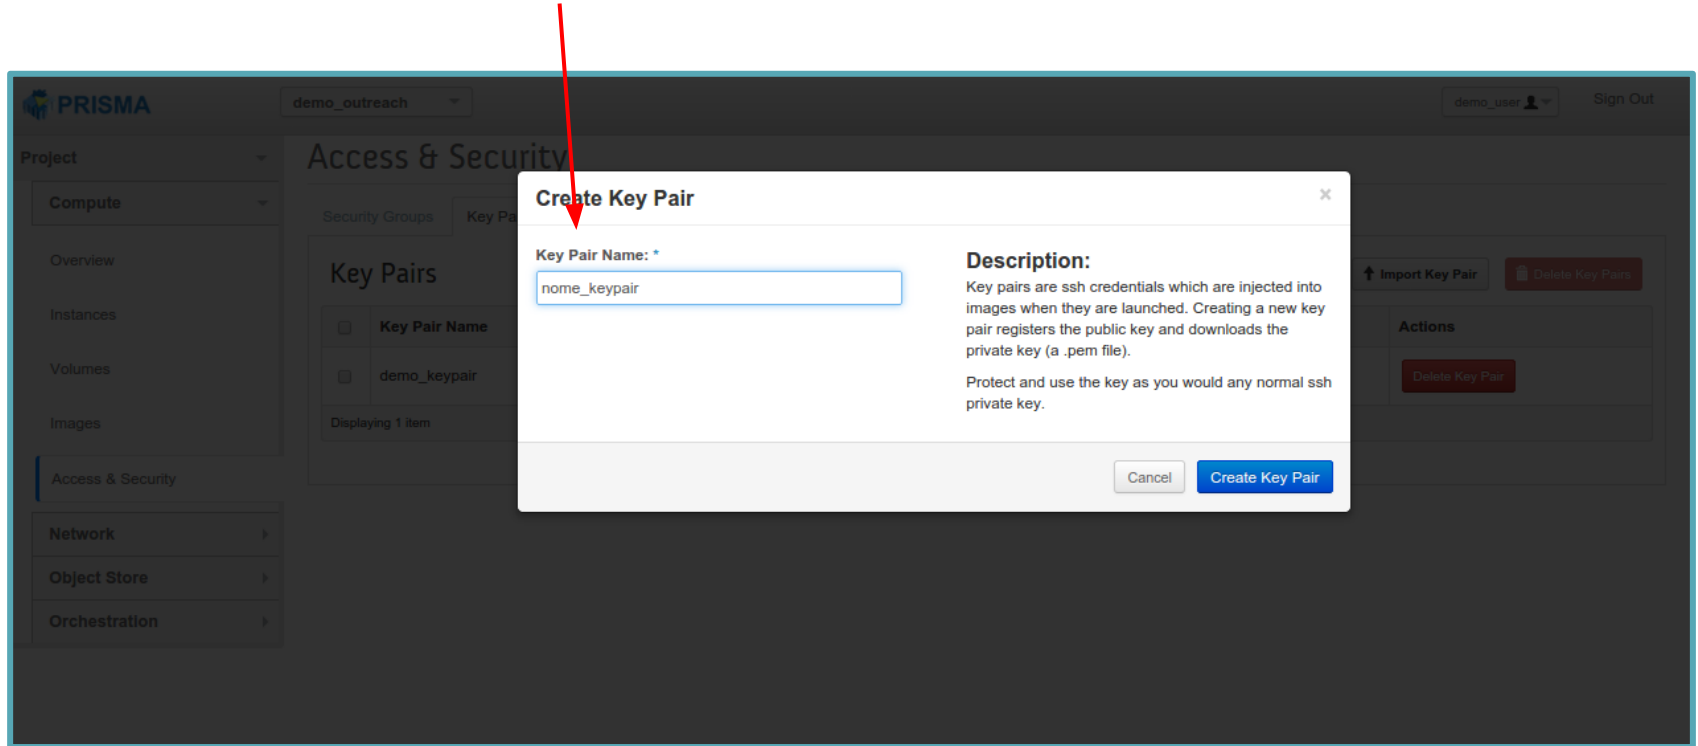 PRISMA
demo_outreach
demo_user
Sign Out
Project
Compute
Overview
Instances
Volumes
Images
Access & Security
Network
Object Store
Orchestration
Access & Security
Security Groups
Key Pa
Key Pairs
Import Key Pair
Delete Key Pairs
Key Pair Name
Actions
demo_keypair
Delete Key Pair
Displaying 1 item
Create Key Pair
×
Key Pair Name: *
nome_keypair
Description:
Key pairs are ssh credentials which are injected into
images when they are launched. Creating a new key
pair registers the public key and downloads the
private key (a .pem file).
Protect and use the key as you would any normal ssh
private key.
Cancel
Create Key Pair